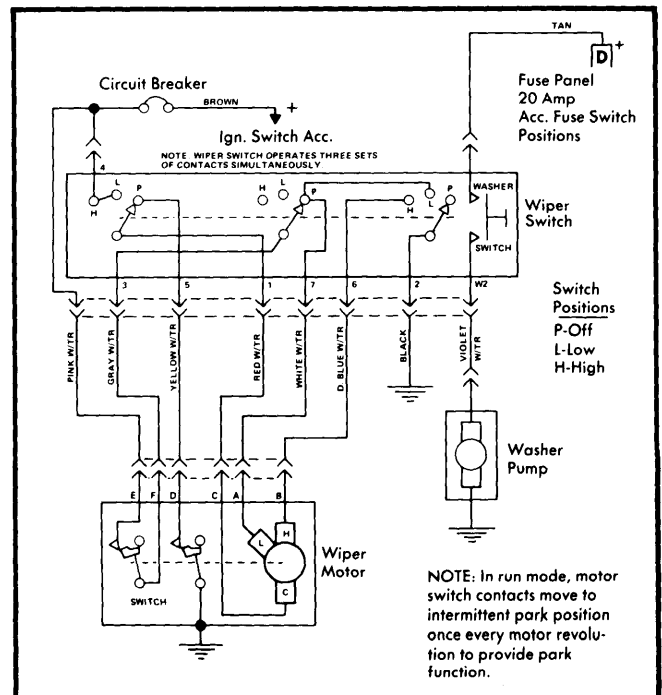 TAN
D +
Fuse Panel
20 Amp
Acc. Fuse Switch
Positions
Circuit Breaker
BROWN
+
Ign. Switch Acc.
NOTE WIPER SWITCH OPERATES THREE SETS
OF CONTACTS SIMULTANEOUSLY
4
H L P
H L P
H L P
WASHER
SWITCH
Wiper
Switch
3 5 1 7 6 2 W2
PINK W/TR
GRAY W/TR
YELLOW W/TR
RED W/TR
WHITE W/TR
D BLUE W/TR
BLACK
VIOLET
W/TR
Switch
Positions
P-Off
L-Low
H-High
Washer
Pump
E F D C A B
L
H
C
SWITCH
Wiper
Motor
NOTE: In run mode, motor
switch contacts move to
intermittent park position
once every motor revolu-
tion to provide park
function.